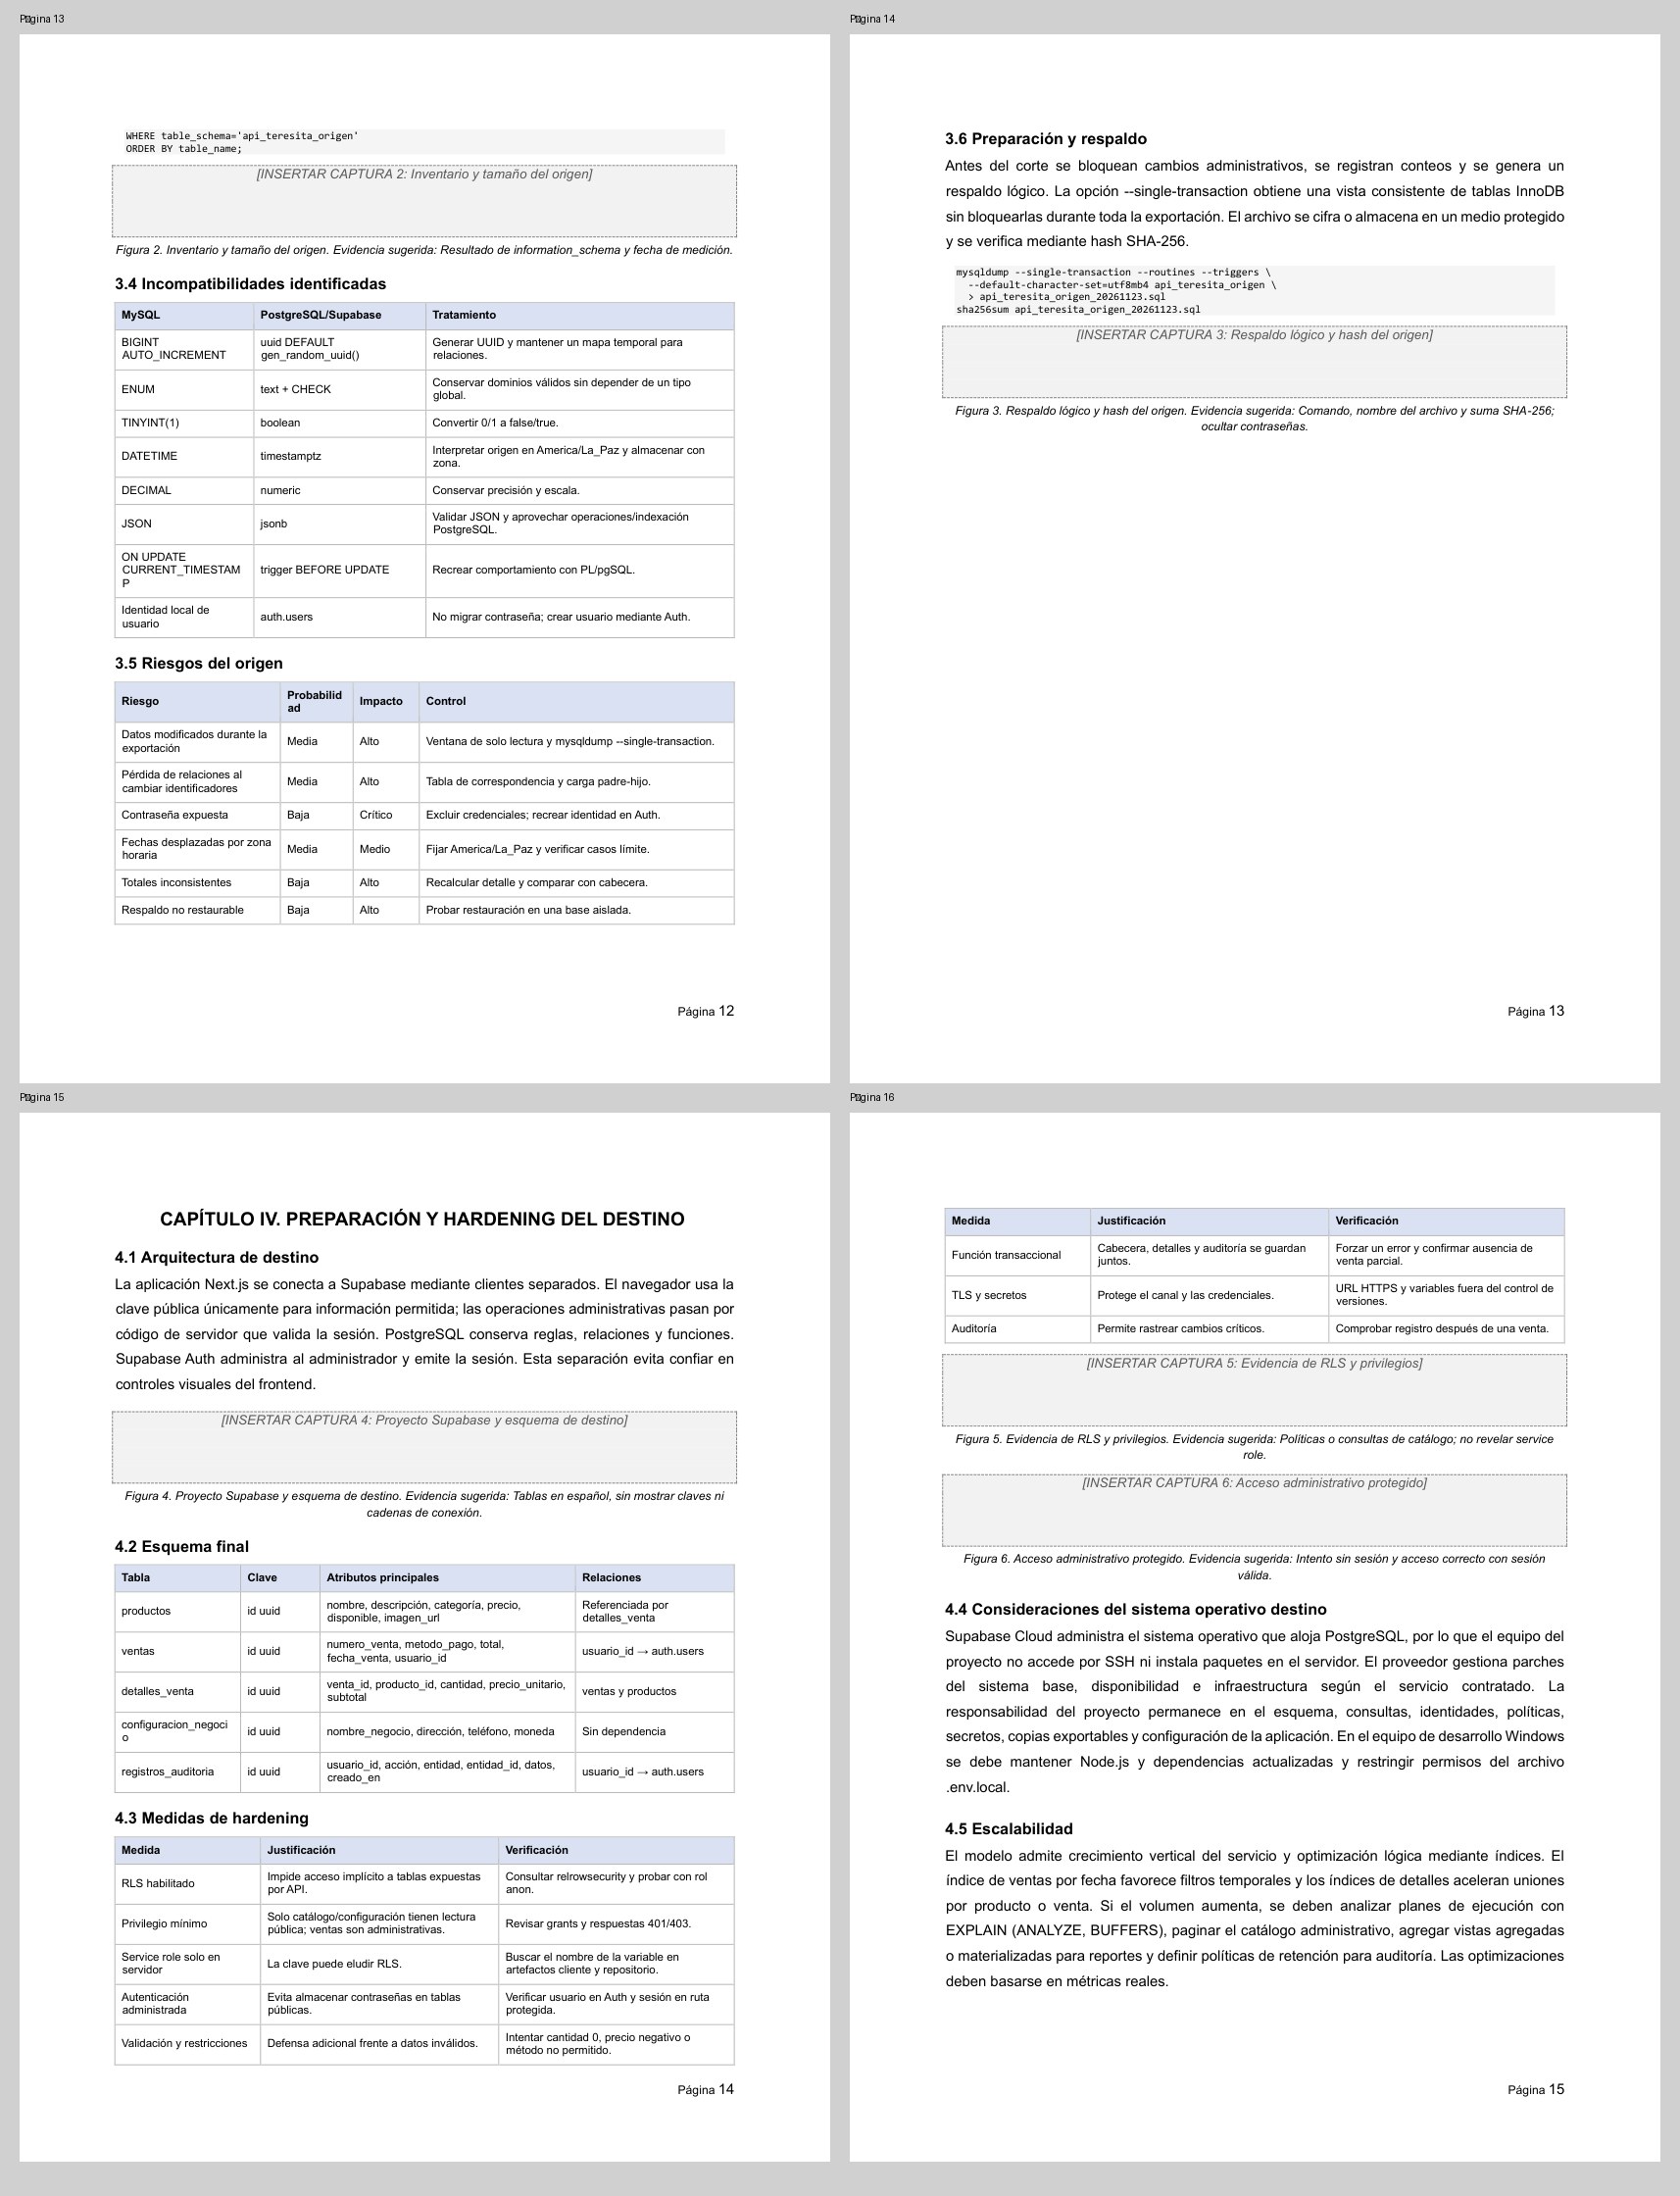 Página 13
WHERE table_schema='api_teresita_origen'
ORDER BY table_name;
[INSERTAR CAPTURA 2: Inventario y tamaño del origen]
Figura 2. Inventario y tamaño del origen. Evidencia sugerida: Resultado de information_schema y fecha de medición.
3.4 Incompatibilidades identificadas
MySQL PostgreSQL/Supabase Tratamiento
BIGINT AUTO_INCREMENT uuid DEFAULT gen_random_uuid() Generar UUID y mantener un mapa temporal para relaciones.
ENUM text + CHECK Conservar dominios válidos sin depender de un tipo global.
TINYINT(1) boolean Convertir 0/1 a false/true.
DATETIME timestamptz Interpretar origen en America/La_Paz y almacenar con zona.
DECIMAL numeric Conservar precisión y escala.
JSON jsonb Validar JSON y aprovechar operaciones/indexación PostgreSQL.
ON UPDATE CURRENT_TIMESTAMP trigger BEFORE UPDATE Recrear comportamiento con PL/pgSQL.
Identidad local de usuario auth.users No migrar contraseña; crear usuario mediante Auth.
3.5 Riesgos del origen
Riesgo Probabilidad Impacto Control
Datos modificados durante la exportación Media Alto Ventana de solo lectura y mysqldump --single-transaction.
Pérdida de relaciones al cambiar identificadores Media Alto Tabla de correspondencia y carga padre-hijo.
Contraseña expuesta Baja Crítico Excluir credenciales; recrear identidad en Auth.
Fechas desplazadas por zona horaria Media Medio Fijar America/La_Paz y verificar casos límite.
Totales inconsistentes Baja Alto Recalcular detalle y comparar con cabecera.
Respaldo no restaurable Baja Alto Probar restauración en una base aislada.
Página 12
Página 14
3.6 Preparación y respaldo
Antes del corte se bloquean cambios administrativos, se registran conteos y se genera un
respaldo lógico. La opción --single-transaction obtiene una vista consistente de tablas InnoDB
sin bloquearlas durante toda la exportación. El archivo se cifra o almacena en un medio protegido
y se verifica mediante hash SHA-256.
mysqldump --single-transaction --routines --triggers \
--default-character-set=utf8mb4 api_teresita_origen \
> api_teresita_origen_20261123.sql
sha256sum api_teresita_origen_20261123.sql
[INSERTAR CAPTURA 3: Respaldo lógico y hash del origen]
Figura 3. Respaldo lógico y hash del origen. Evidencia sugerida: Comando, nombre del archivo y suma SHA-256;
ocultar contraseñas.
Página 13
Página 15
CAPÍTULO IV. PREPARACIÓN Y HARDENING DEL DESTINO
4.1 Arquitectura de destino
La aplicación Next.js se conecta a Supabase mediante clientes separados. El navegador usa la
clave pública únicamente para información permitida; las operaciones administrativas pasan por
código de servidor que valida la sesión. PostgreSQL conserva reglas, relaciones y funciones.
Supabase Auth administra al administrador y emite la sesión. Esta separación evita confiar en
controles visuales del frontend.
[INSERTAR CAPTURA 4: Proyecto Supabase y esquema de destino]
Figura 4. Proyecto Supabase y esquema de destino. Evidencia sugerida: Tablas en español, sin mostrar claves ni
cadenas de conexión.
4.2 Esquema final
Tabla Clave Atributos principales Relaciones
productos id uuid nombre, descripción, categoría, precio, disponible, imagen_url Referenciada por detalles_venta
ventas id uuid numero_venta, metodo_pago, total, fecha_venta, usuario_id usuario_id → auth.users
detalles_venta id uuid venta_id, producto_id, cantidad, precio_unitario, subtotal ventas y productos
configuracion_negocio id uuid nombre_negocio, dirección, teléfono, moneda Sin dependencia
registros_auditoria id uuid usuario_id, acción, entidad, entidad_id, datos, creado_en usuario_id → auth.users
4.3 Medidas de hardening
Medida Justificación Verificación
RLS habilitado Impide acceso implícito a tablas expuestas por API. Consultar relrowsecurity y probar con rol anon.
Privilegio mínimo Solo catálogo/configuración tienen lectura pública; ventas son administrativas. Revisar grants y respuestas 401/403.
Service role solo en servidor La clave puede eludir RLS. Buscar el nombre de la variable en artefactos cliente y repositorio.
Autenticación administrada Evita almacenar contraseñas en tablas públicas. Verificar usuario en Auth y sesión en ruta protegida.
Validación y restricciones Defensa adicional frente a datos inválidos. Intentar cantidad 0, precio negativo o método no permitido.
Página 14
Página 16
Medida Justificación Verificación
Función transaccional Cabecera, detalles y auditoría se guardan juntos. Forzar un error y confirmar ausencia de venta parcial.
TLS y secretos Protege el canal y las credenciales. URL HTTPS y variables fuera del control de versiones.
Auditoría Permite rastrear cambios críticos. Comprobar registro después de una venta.
[INSERTAR CAPTURA 5: Evidencia de RLS y privilegios]
Figura 5. Evidencia de RLS y privilegios. Evidencia sugerida: Políticas o consultas de catálogo; no revelar service
role.
[INSERTAR CAPTURA 6: Acceso administrativo protegido]
Figura 6. Acceso administrativo protegido. Evidencia sugerida: Intento sin sesión y acceso correcto con sesión
válida.
4.4 Consideraciones del sistema operativo destino
Supabase Cloud administra el sistema operativo que aloja PostgreSQL, por lo que el equipo del
proyecto no accede por SSH ni instala paquetes en el servidor. El proveedor gestiona parches
del sistema base, disponibilidad e infraestructura según el servicio contratado. La
responsabilidad del proyecto permanece en el esquema, consultas, identidades, políticas,
secretos, copias exportables y configuración de la aplicación. En el equipo de desarrollo Windows
se debe mantener Node.js y dependencias actualizadas y restringir permisos del archivo
.env.local.
4.5 Escalabilidad
El modelo admite crecimiento vertical del servicio y optimización lógica mediante índices. El
índice de ventas por fecha favorece filtros temporales y los índices de detalles aceleran uniones
por producto o venta. Si el volumen aumenta, se deben analizar planes de ejecución con
EXPLAIN (ANALYZE, BUFFERS), paginar el catálogo administrativo, agregar vistas agregadas
o materializadas para reportes y definir políticas de retención para auditoría. Las optimizaciones
deben basarse en métricas reales.
Página 15